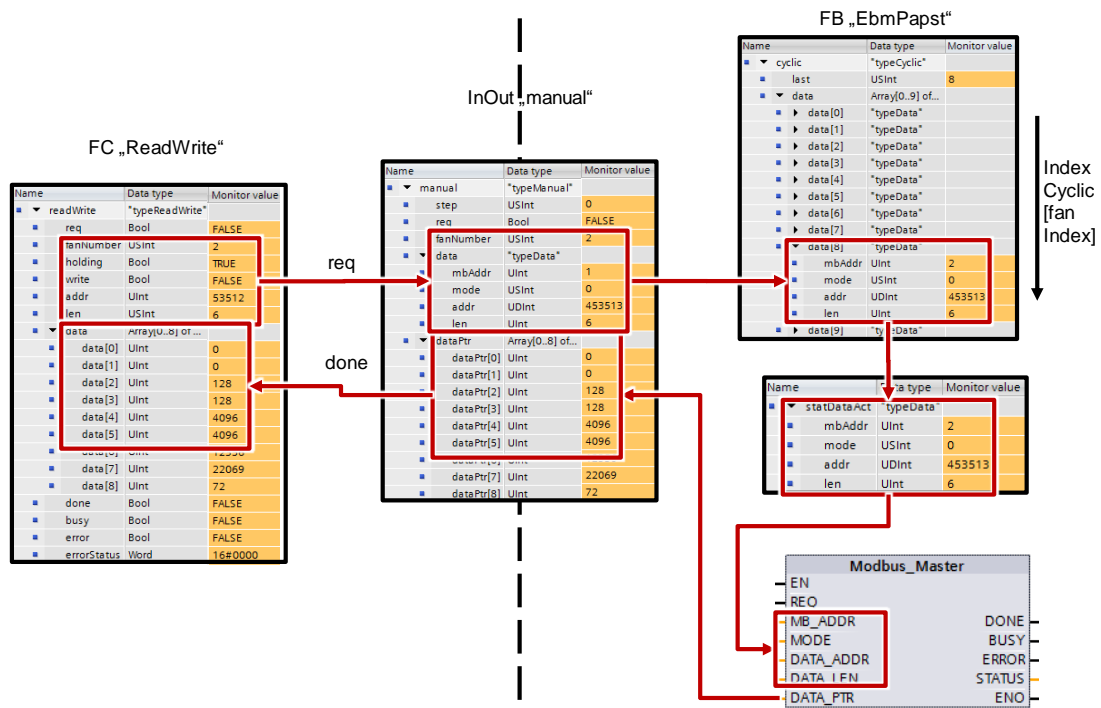 FB „EbmPapst“
Name Data type Monitor value
cyclic "typeCyclic"
last USInt 8
data Array[0..9] of...
data[0] "typeData"
data[1] "typeData"
data[2] "typeData"
data[3] "typeData"
data[4] "typeData"
data[5] "typeData"
data[6] "typeData"
data[7] "typeData"
data[8] "typeData"
mbAddr UInt 2
mode USInt 0
addr UDInt 453513
len UInt 6
data[9] "typeData"
Index
Cyclic
[fan
Index]
InOut „manual“
Name Data type Monitor value
manual "typeManual"
step USInt 0
req Bool FALSE
fanNumber USInt 2
data "typeData"
mbAddr UInt 1
mode USInt 0
addr UDInt 453513
len UInt 6
dataPtr Array[0..8] of...
dataPtr[0] UInt 0
dataPtr[1] UInt 0
dataPtr[2] UInt 128
dataPtr[3] UInt 128
dataPtr[4] UInt 4096
dataPtr[5] UInt 4096
dataPtr[7] UInt 22069
dataPtr[8] UInt 72
FC „ReadWrite“
Name Data type Monitor value
readWrite "typeReadWrite"
req Bool FALSE
fanNumber USInt 2
holding Bool TRUE
write Bool FALSE
addr UInt 53512
len USInt 6
data Array[0..8] of ...
data[0] UInt 0
data[1] UInt 0
data[2] UInt 128
data[3] UInt 128
data[4] UInt 4096
data[5] UInt 4096
data[7] UInt 22069
data[8] UInt 72
done Bool FALSE
busy Bool FALSE
error Bool FALSE
errorStatus Word 16#0000
req
done
Name Data type Monitor value
statDataAct "typeData"
mbAddr UInt 2
mode USInt 0
addr UDInt 453513
len UInt 6
Modbus_Master
EN
REQ
MB_ADDR DONE
MODE BUSY
DATA_ADDR ERROR
DATA_LEN STATUS
DATA_PTR ENO